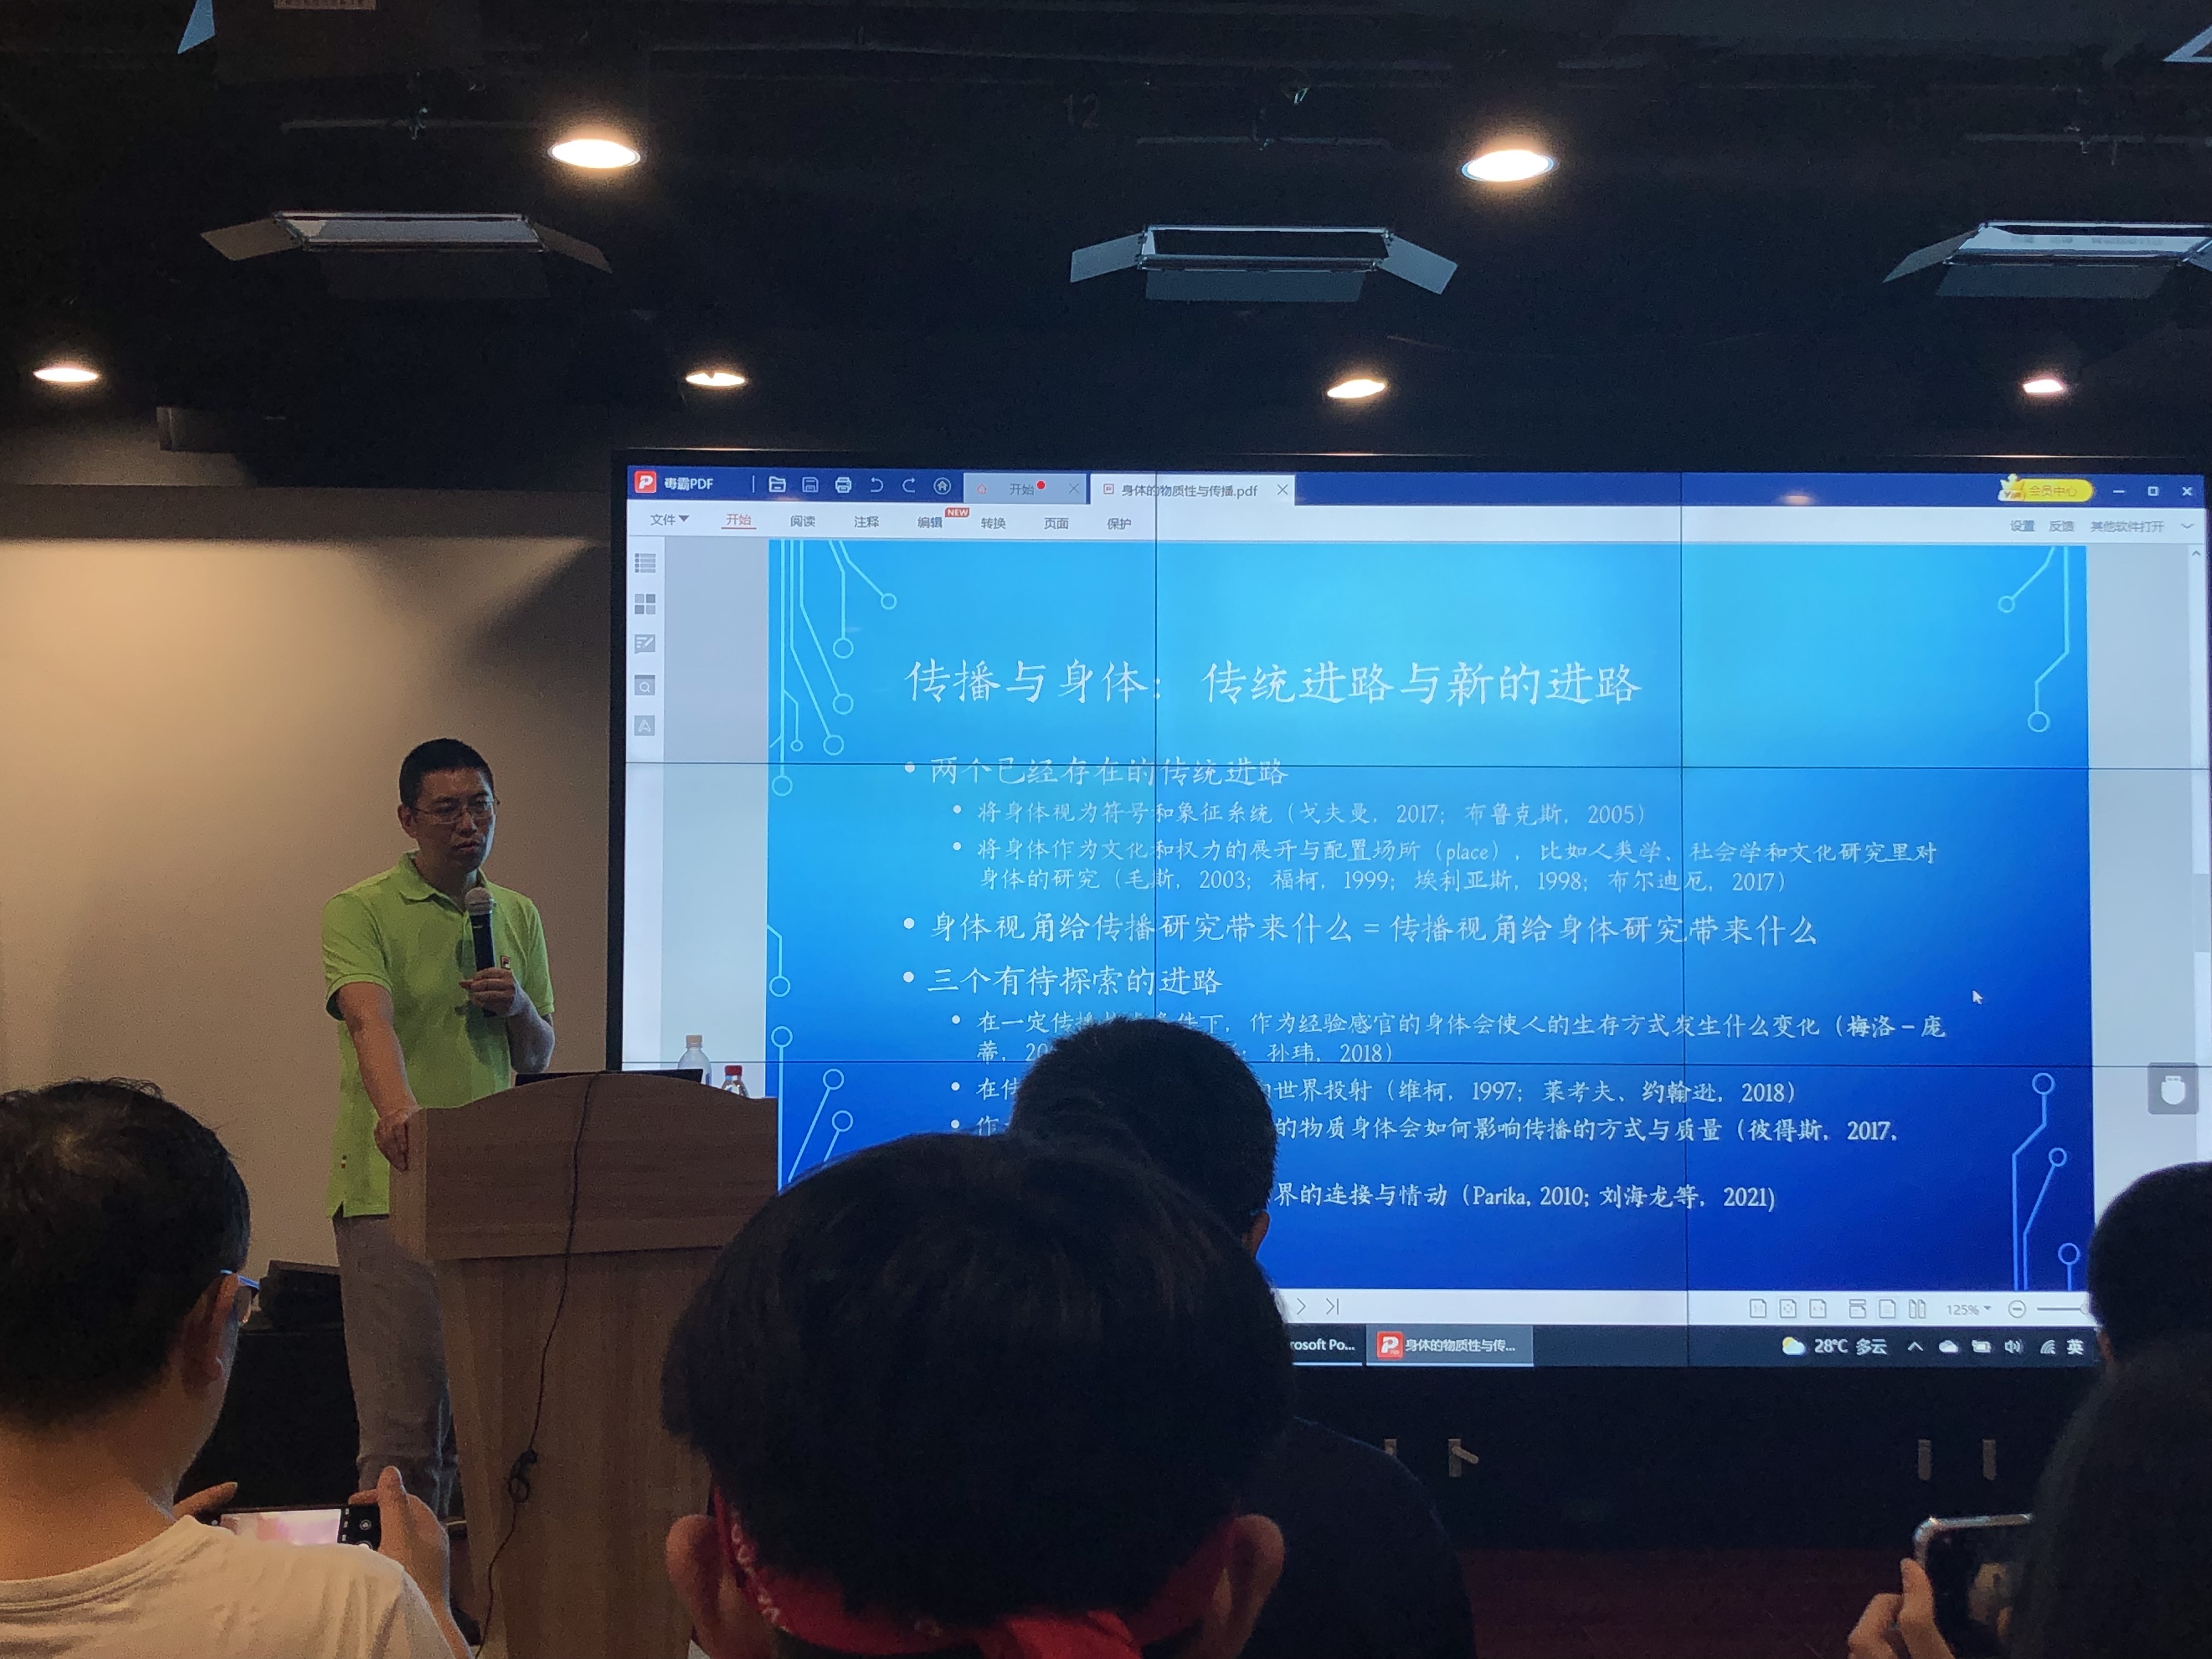 毒霸PDF
开始
身体的物质性与传播.pdf
会员中心
文件
开始
阅读
注释
编辑
NEW
转换
页面
保护
设置
反馈
其他软件打开
传播与身体：传统进路与新的进路
• 两个已经存在的传统进路
• 将身体视为符号和象征系统（戈夫曼，2017；布鲁克斯，2005）
• 将身体作为文化和权力的展开与配置场所（place），比如人类学、社会学和文化研究里对
身体的研究（毛斯，2003；福柯，1999；埃利亚斯，1998；布尔迪厄，2017）
• 身体视角给传播研究带来什么＝传播视角给身体研究带来什么
• 三个有待探索的进路
• 在一定传播 条件下，作为经验感官的身体会使人的生存方式发生什么变化（梅洛－庞
蒂，20 孙玮，2018）
• 在传 世界投射（维柯，1997；莱考夫、约翰逊，2018）
• 作 的物质身体会如何影响传播的方式与质量（彼得斯，2017，
界的连接与情动（Parika, 2010; 刘海龙等，2021）
125%
rosoft Po...
身体的物质性与传...
28°C 多云
英